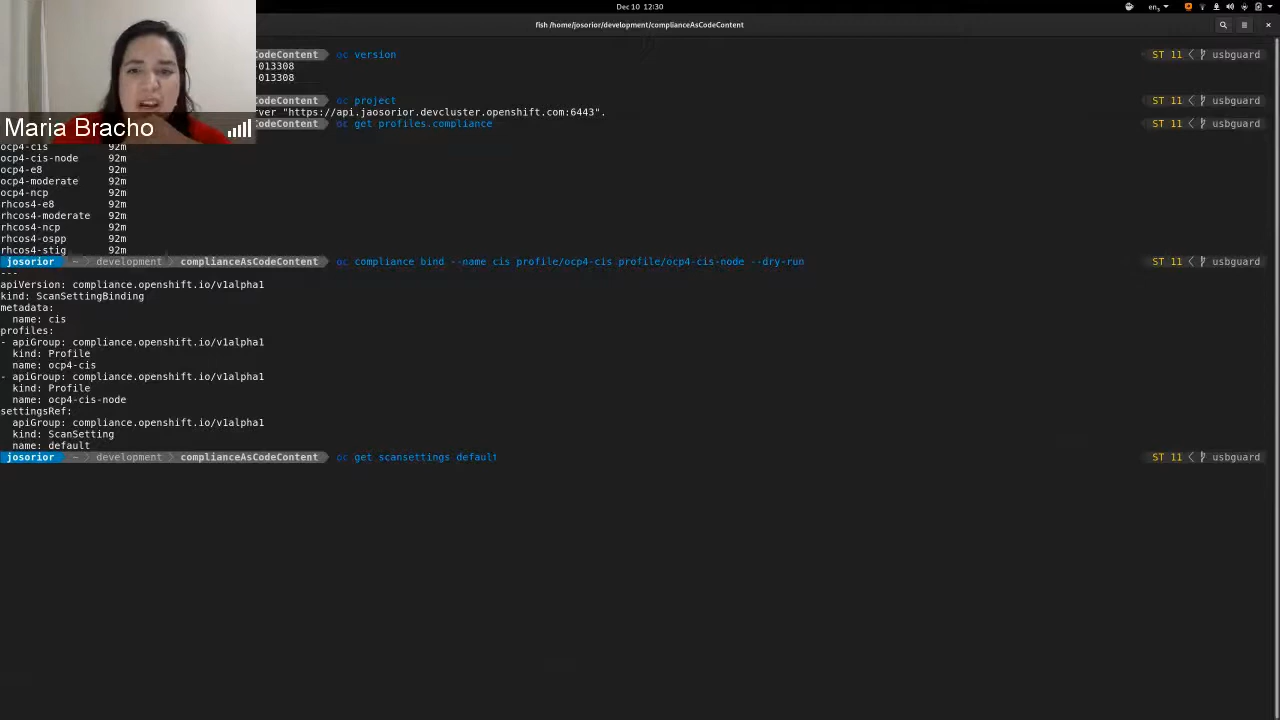 Dec 10 12:30
en₁
fish /home/josorior/development/complianceAsCodeContent
CodeContent oc version ST 11 usbguard
-013308
-013308
CodeContent oc project ST 11 usbguard
rver "https://api.jaosorior.devcluster.openshift.com:6443".
CodeContent oc get profiles.compliance ST 11 usbguard
Maria Bracho
ocp4-cis 92m
ocp4-cis-node 92m
ocp4-e8 92m
ocp4-moderate 92m
ocp4-ncp 92m
rhcos4-e8 92m
rhcos4-moderate 92m
rhcos4-ncp 92m
rhcos4-ospp 92m
rhcos4-stig 92m
josorior ~ development complianceAsCodeContent oc compliance bind --name cis profile/ocp4-cis profile/ocp4-cis-node --dry-run ST 11 usbguard
---
apiVersion: compliance.openshift.io/v1alpha1
kind: ScanSettingBinding
metadata:
name: cis
profiles:
- apiGroup: compliance.openshift.io/v1alpha1
kind: Profile
name: ocp4-cis
- apiGroup: compliance.openshift.io/v1alpha1
kind: Profile
name: ocp4-cis-node
settingsRef:
apiGroup: compliance.openshift.io/v1alpha1
kind: ScanSetting
name: default
josorior ~ development complianceAsCodeContent oc get scansettings default ST 11 usbguard